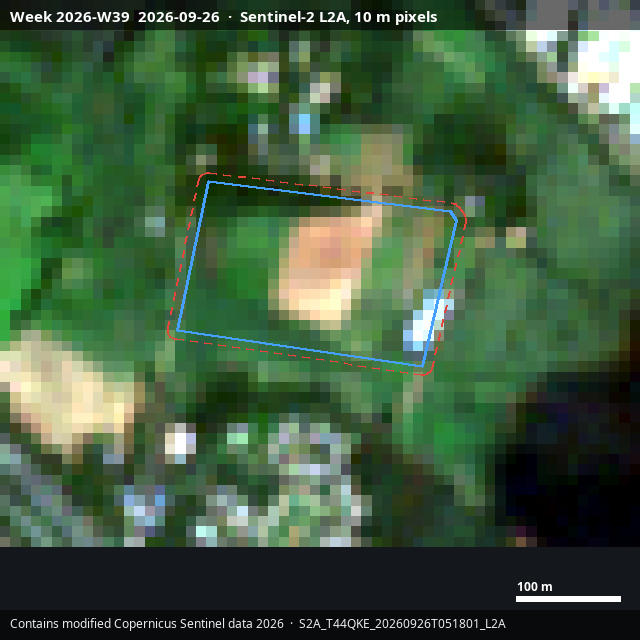 Week 2026-W39  2026-09-26  ·  Sentinel-2 L2A, 10 m pixels
100 m
Contains modified Copernicus Sentinel data 2026  ·  S2A_T44QKE_20260926T051801_L2A